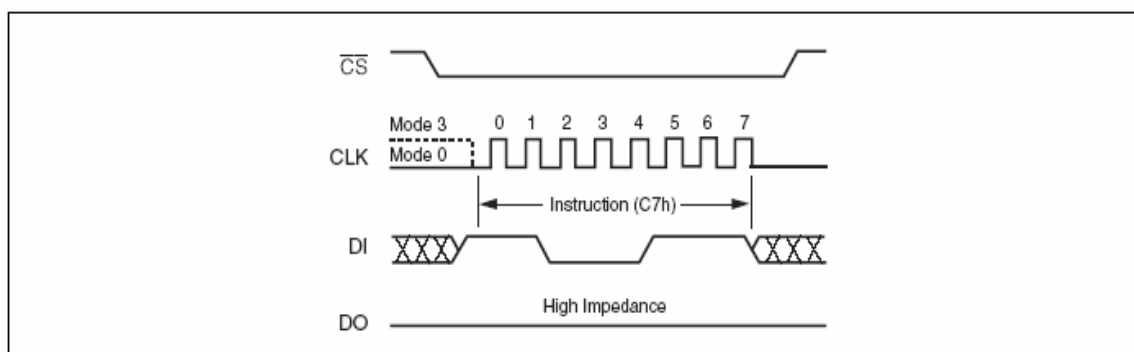 CS
Mode 3
0 1 2 3 4 5 6 7
CLK
Mode 0
Instruction (C7h)
DI
High Impedance
DO